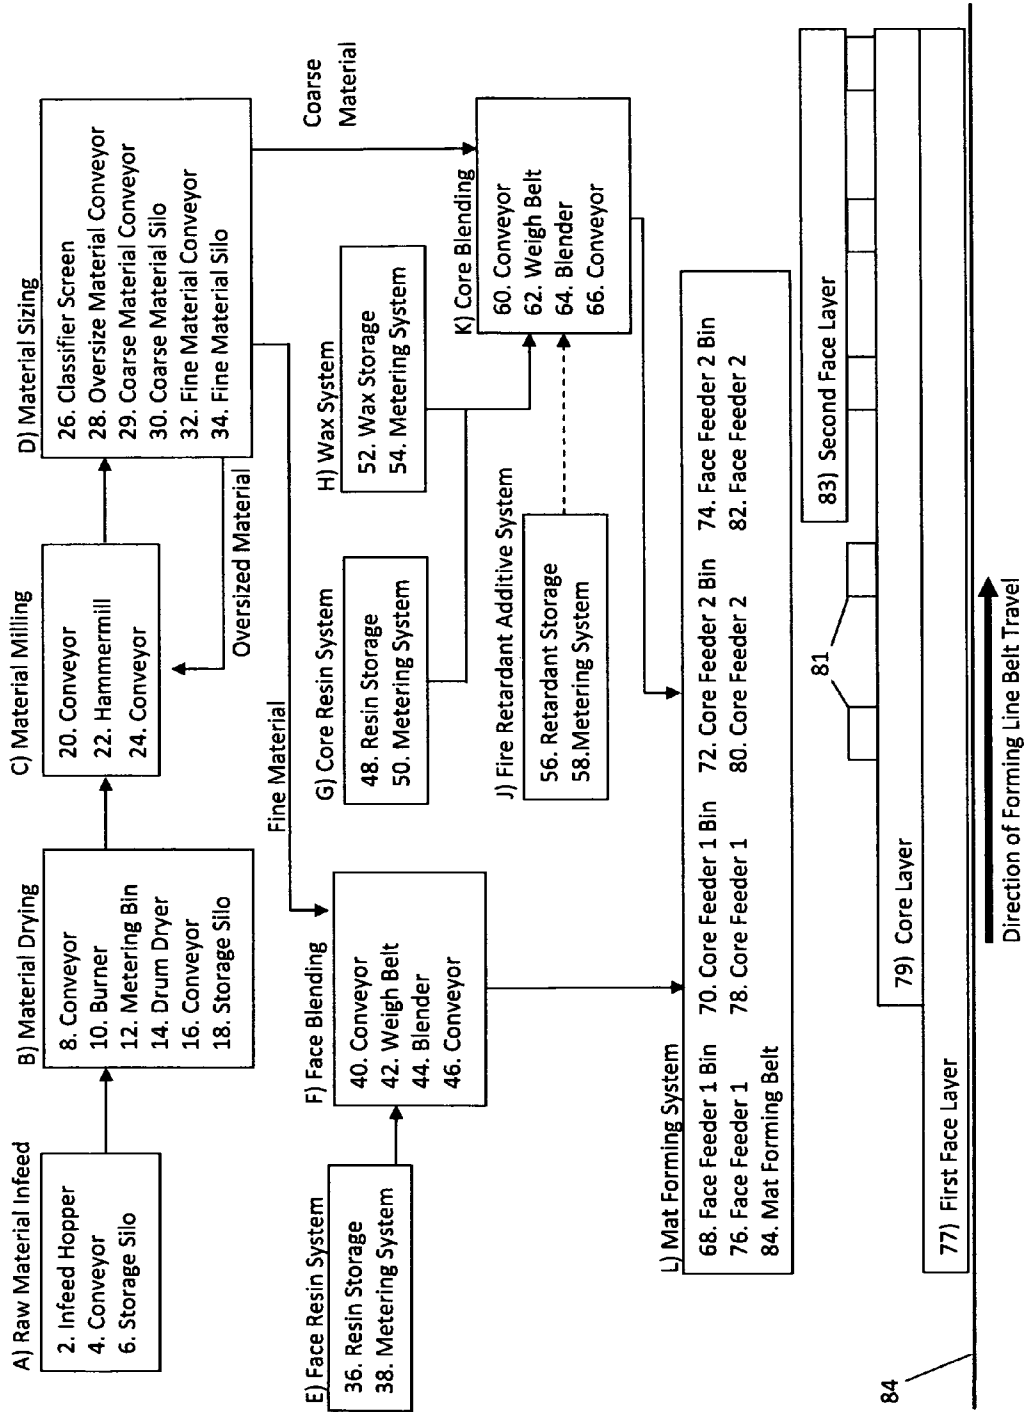 A) Raw Material Infeed
2. Infeed Hopper
4. Conveyor
6. Storage Silo
B) Material Drying
8. Conveyor
10. Burner
12. Metering Bin
14. Drum Dryer
16. Conveyor
18. Storage Silo
C) Material Milling
20. Conveyor
22. Hammermill
24. Conveyor
D) Material Sizing
26. Classifier Screen
28. Oversize Material Conveyor
29. Coarse Material Conveyor
30. Coarse Material Silo
32. Fine Material Conveyor
34. Fine Material Silo
Oversized Material
Fine Material
Coarse
Material
E) Face Resin System
36. Resin Storage
38. Metering System
F) Face Blending
40. Conveyor
42. Weigh Belt
44. Blender
46. Conveyor
G) Core Resin System
48. Resin Storage
50. Metering System
H) Wax System
52. Wax Storage
54. Metering System
J) Fire Retardant Additive System
56. Retardant Storage
58.Metering System
K) Core Blending
60. Conveyor
62. Weigh Belt
64. Blender
66. Conveyor
L) Mat Forming System
68. Face Feeder 1 Bin
70. Core Feeder 1 Bin
72. Core Feeder 2 Bin
74. Face Feeder 2 Bin
76. Face Feeder 1
78. Core Feeder 1
80. Core Feeder 2
82. Face Feeder 2
84. Mat Forming Belt
81
83) Second Face Layer
79) Core Layer
77) First Face Layer
84
Direction of Forming Line Belt Travel